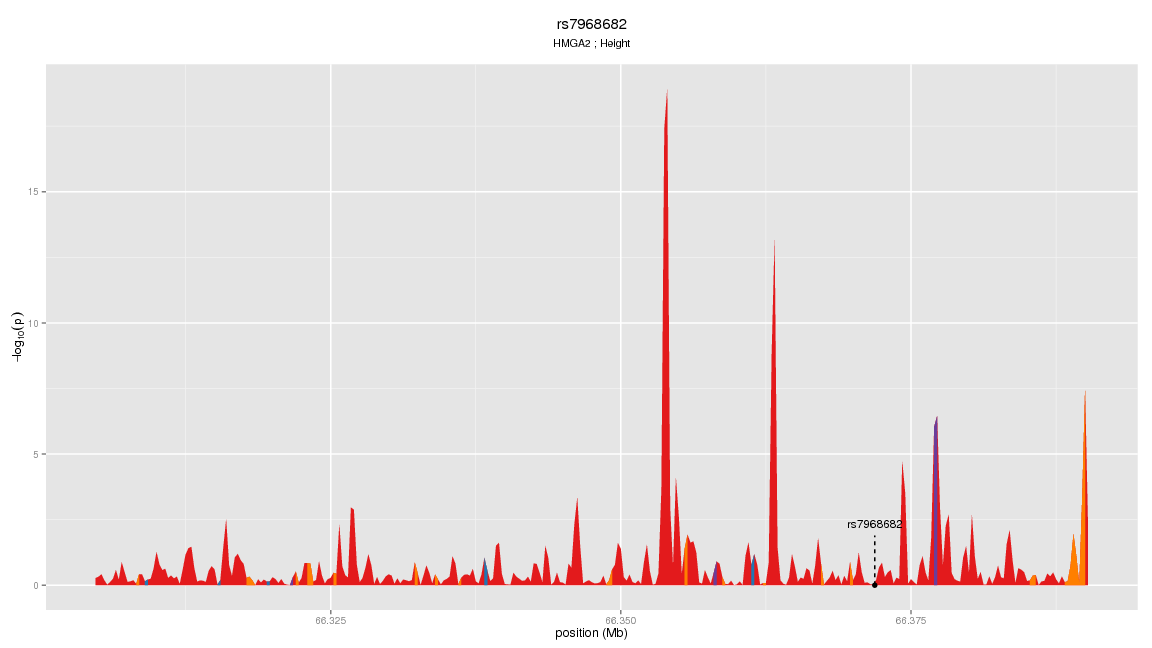 rs7968682
HMGA2 ; Height
−log10(p)
15
10
5
0
rs7968682
66.325
66.350
66.375
position (Mb)